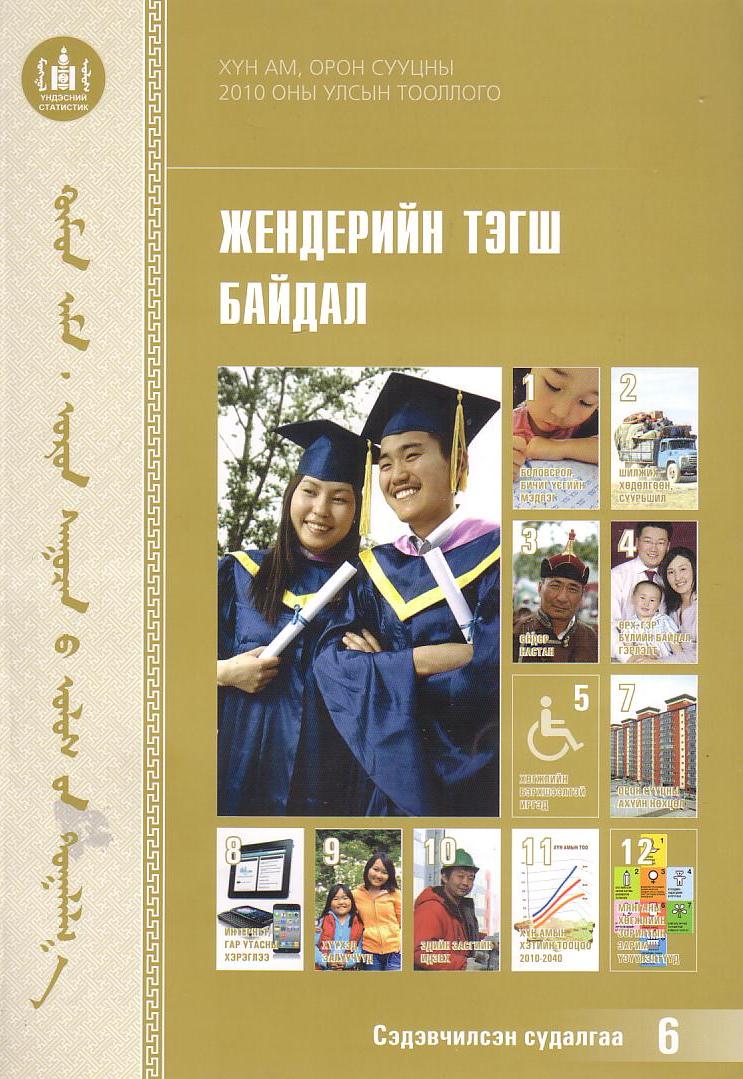 ҮНДЭСНИЙ
СТАТИСТИК
ХҮН АМ, ОРОН СУУЦНЫ
2010 ОНЫ УЛСЫН ТООЛЛОГО
ЖЕНДЕРИЙН ТЭГШ
БАЙДАЛ
1
БОЛОВСРОЛ,
БИЧИГ ҮСГИЙН
МЭДЛЭГ
2
ШИЛЖИХ
ХӨДӨЛГӨӨН,
СУУРЬШИЛ
3
ӨНДӨР
НАСТАН
4
ӨРХ, ГЭР
БҮЛИЙН БАЙДАЛ,
ГЭРЛЭЛТ
5
ХӨГЖЛИЙН
БЭРХШЭЭЛТЭЙ
ИРГЭД
7
ОРОН СУУЦНЫ
АХУЙН НӨХЦӨЛ
8
ИНТЕРНЕТ,
ГАР УТАСНЫ
ХЭРЭГЛЭЭ
9
ХҮҮХЭД
ЗАЛУУЧУУД
10
ЭДИЙН ЗАСГИЙН
ИДЭВХ
11
ХҮН АМЫН ТОО
ХҮН АМЫН
ХЭТИЙН ТООЦОО
2010-2040
12
МЯНГАНЫ
ХӨГЖЛИЙН
ЗОРИЛГЫН
ЗАРИМ
ҮЗҮҮЛЭЛТҮҮД
Сэдэвчилсэн судалгаа 6